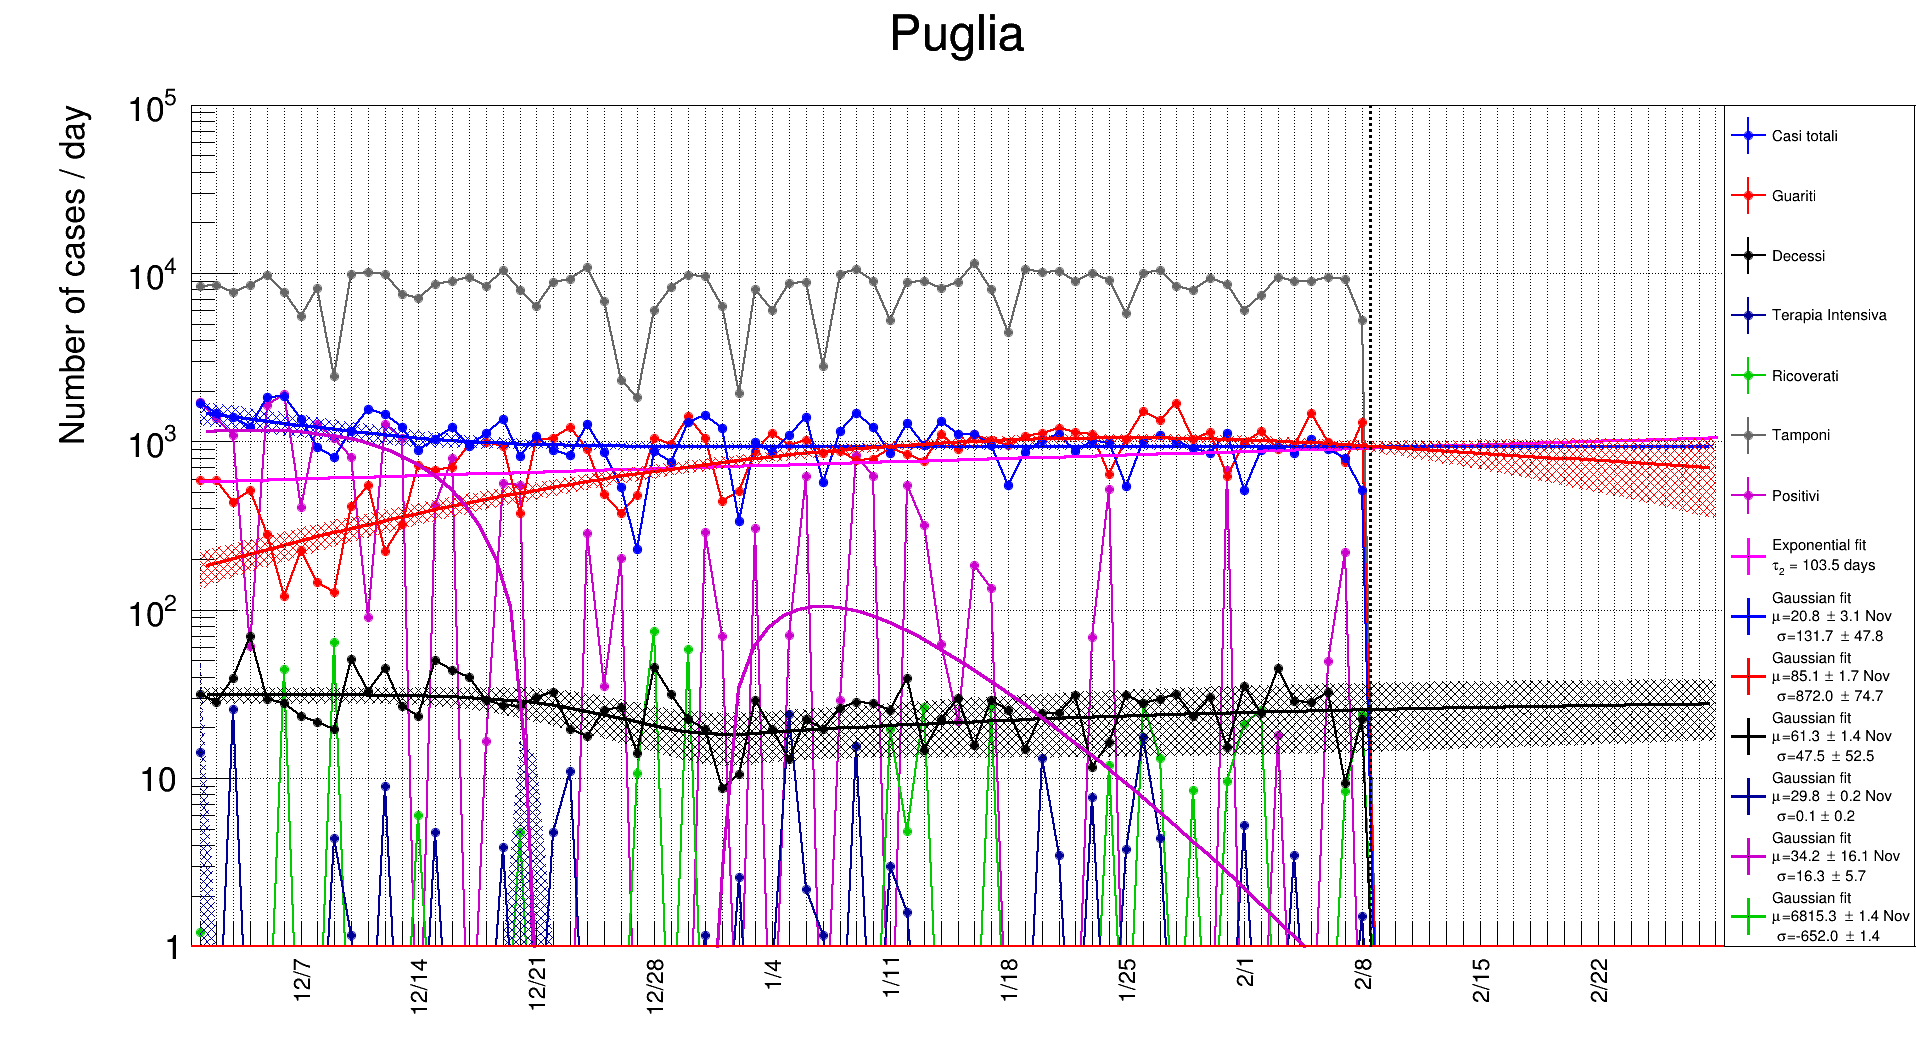 Puglia
Number of cases / day
10^5
10^4
10^3
10^2
10
1
12/7
12/14
12/21
12/28
1/4
1/11
1/18
1/25
2/1
2/8
2/15
2/22
Casi totali
Guariti
Decessi
Terapia Intensiva
Ricoverati
Tamponi
Positivi
Exponential fit
τ2 = 103.5 days
Gaussian fit
μ=20.8 ± 3.1 Nov
σ=131.7 ± 47.8
Gaussian fit
μ=85.1 ± 1.7 Nov
σ=872.0 ± 74.7
Gaussian fit
μ=61.3 ± 1.4 Nov
σ=47.5 ± 52.5
Gaussian fit
μ=29.8 ± 0.2 Nov
σ=0.1 ± 0.2
Gaussian fit
μ=34.2 ± 16.1 Nov
σ=16.3 ± 5.7
Gaussian fit
μ=6815.3 ± 1.4 Nov
σ=-652.0 ± 1.4